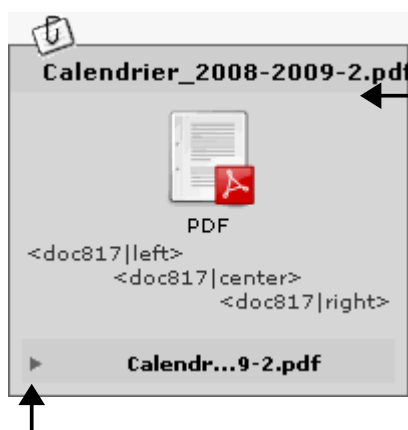 Calendrier_2008-2009-2.pdf
PDF
<doc817|left>
<doc817|center>
<doc817|right>
Calendr...9-2.pdf